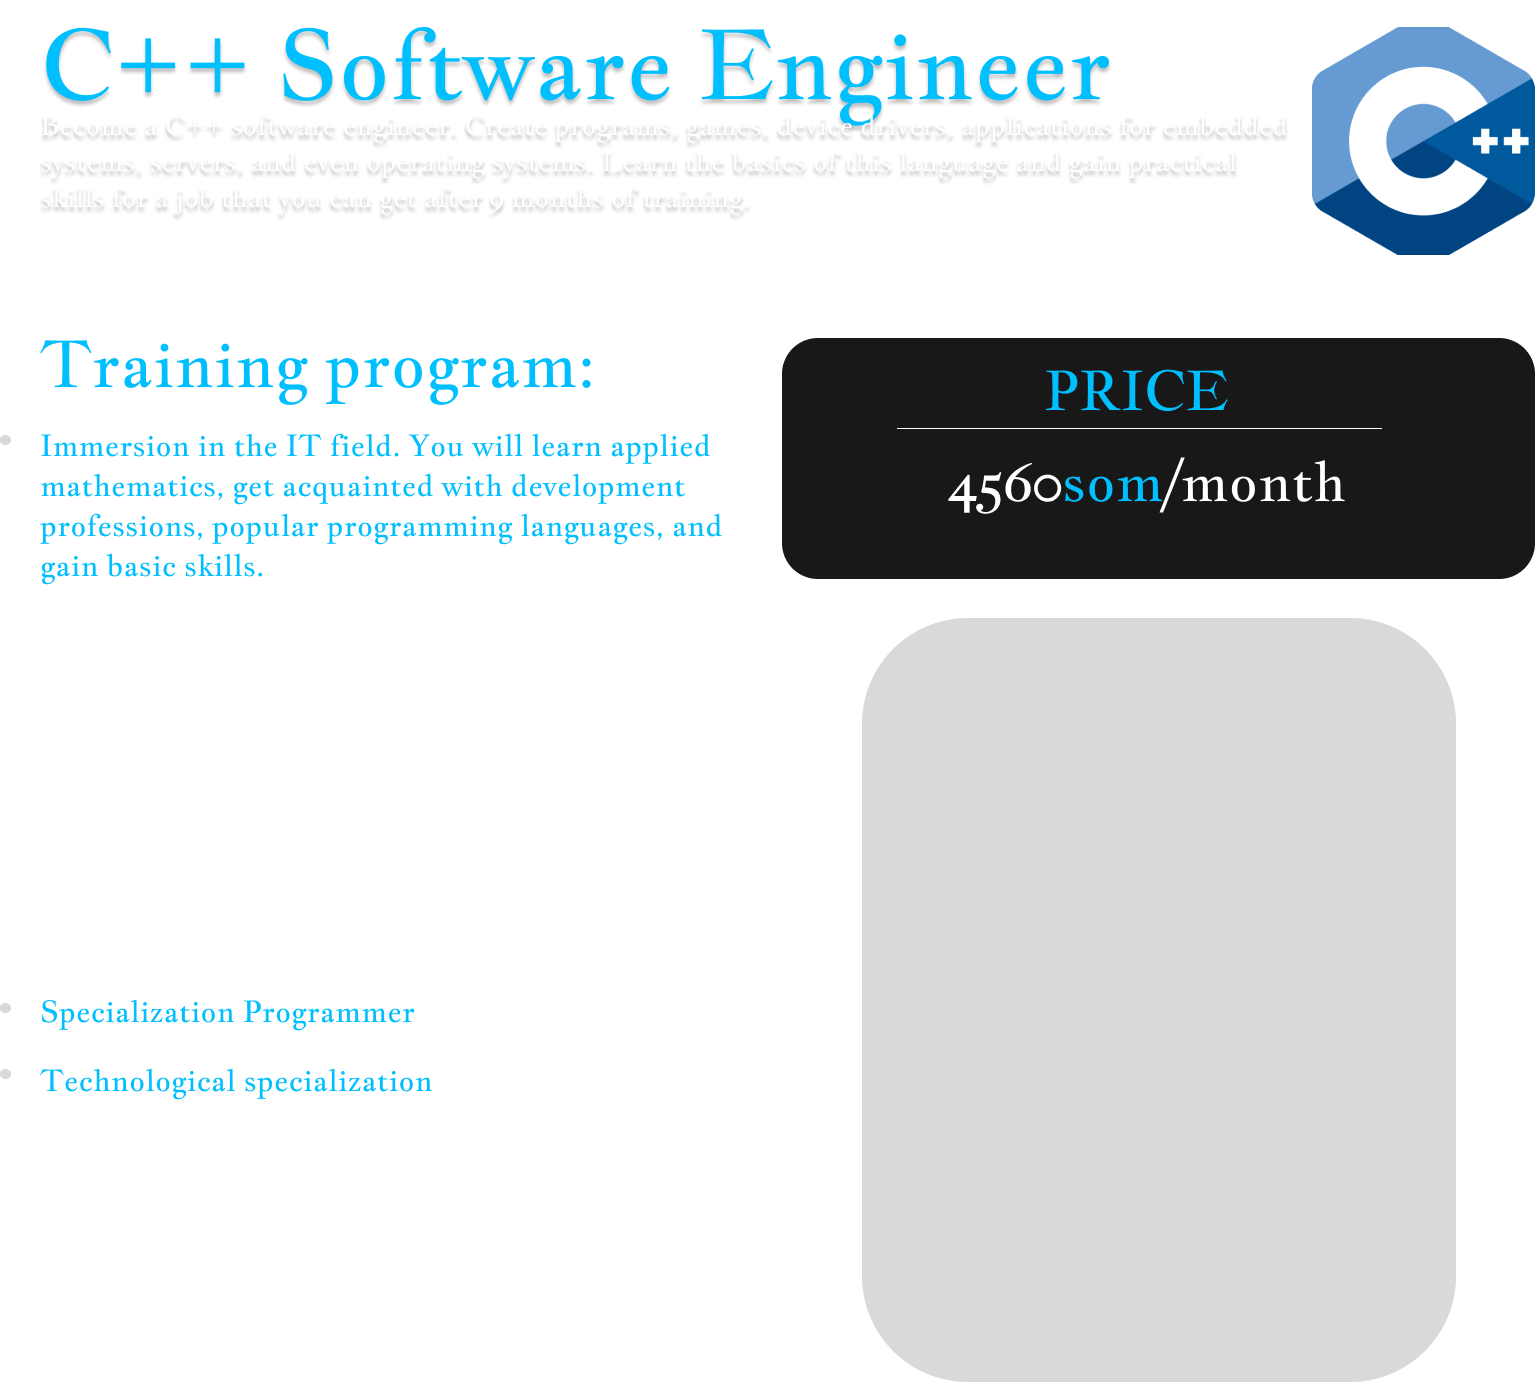 C++ Software Engineer
Become a C++ software engineer. Create programs, games, device drivers, applications for embedded
systems, servers, and even operating systems. Learn the basics of this language and gain practical
skills for a job that you can get after 9 months of training.
C++
Training program:
Immersion in the IT field. You will learn applied
mathematics, get acquainted with development
professions, popular programming languages, and
gain basic skills.
Specialization Programmer
Technological specialization
PRICE
4560som/month